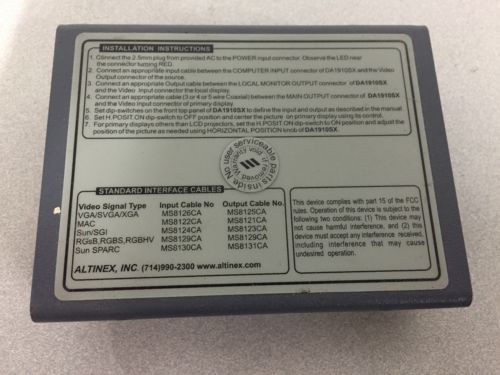 INSTALLATION INSTRUCTIONS
1. Connect the 2.5mm plug from provided AC to the POWER input connector. Observe the LED near
the connector turning RED.
2. Connect an appropriate input cable between the COMPUTER INPUT connector of DA1910SX and the Video
Output connector of the source.
3. Connect an appropriate Output cable between the LOCAL MONITOR OUTPUT connector of DA1910SX
and the Video Input connector the local display.
4. Connect an appropriate cable (3 or 4 or 5 wire Coaxial) between the MAIN OUTPUT connector of DA1910SX
and the Video Input connector of primary display.
5. Set dip-switches on the front top panel of DA1910SX to define the input and output as described in the manual
6. Set H.POSIT.ON dip-switch to OFF position and center the picture on primary display using its control.
7. For primary displays others than LCD projectors, set the H.POSIT.ON dip-switch to ON position and adjust the
position of the picture as needed using HORIZONTAL POSITION knob of DA1910SX.
No user serviceable parts inside
Warranty void if removed
STANDARD INTERFACE CABLES
Video Signal Type Input Cable No Output Cable No.
VGA/SVGA/XGA MS8126CA MS8125CA
MAC MS8122CA MS8121CA
Sun/SGI MS8124CA MS8123CA
RGsB,RGBS,RGBHV MS8129CA MS8129CA
Sun SPARC MS8130CA MS8131CA
ALTINEX, INC. (714)990-2300 www.altinex.com
This device complies with part 15 of the FCC
rules. Operation of this device is subject to the
following two conditions: (1) This device may
not cause harmful interference, and (2) this
device must accept any interference received,
including interference that may cause
undesired operation.